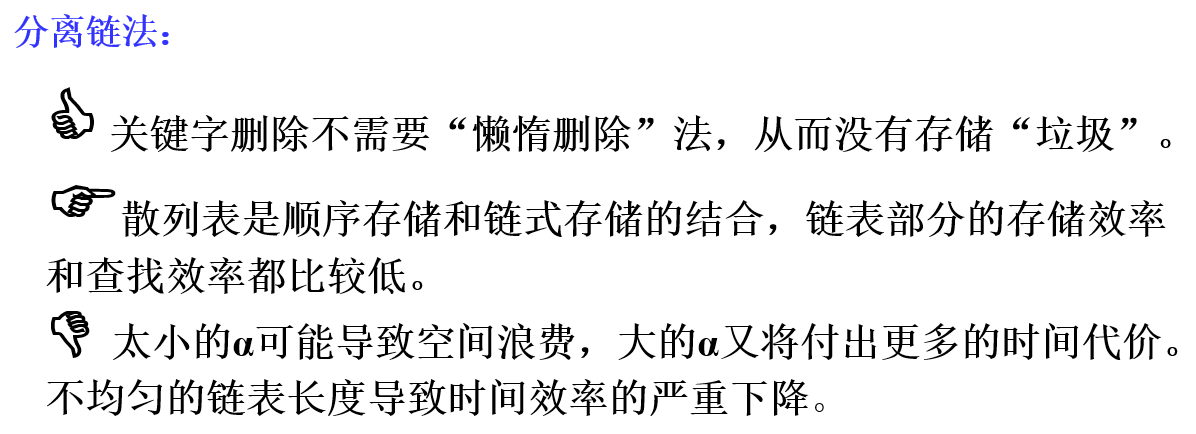 分离链法：
关键字删除不需要“懒惰删除”法，从而没有存储“垃圾”。
散列表是顺序存储和链式存储的结合，链表部分的存储效率
和查找效率都比较低。
太小的α可能导致空间浪费，大的α又将付出更多的时间代价。
不均匀的链表长度导致时间效率的严重下降。